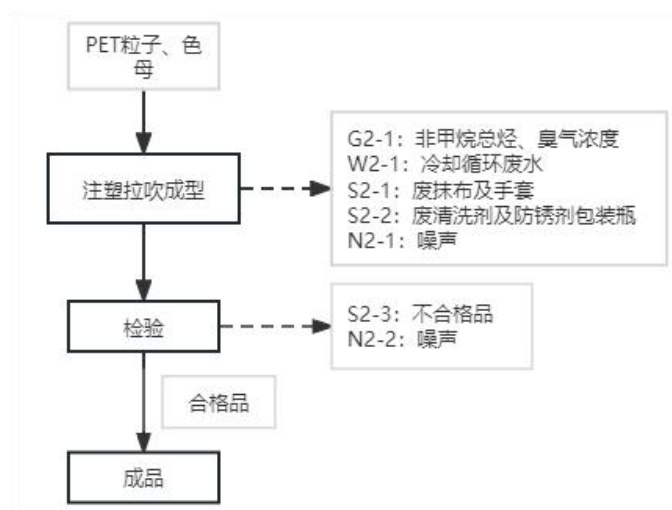 PET粒子、色
母
注塑拉吹成型
G2-1：非甲烷总烃、臭气浓度
W2-1：冷却循环废水
S2-1：废抹布及手套
S2-2：废清洗剂及防锈剂包装瓶
N2-1：噪声
检验
S2-3：不合格品
N2-2：噪声
合格品
成品